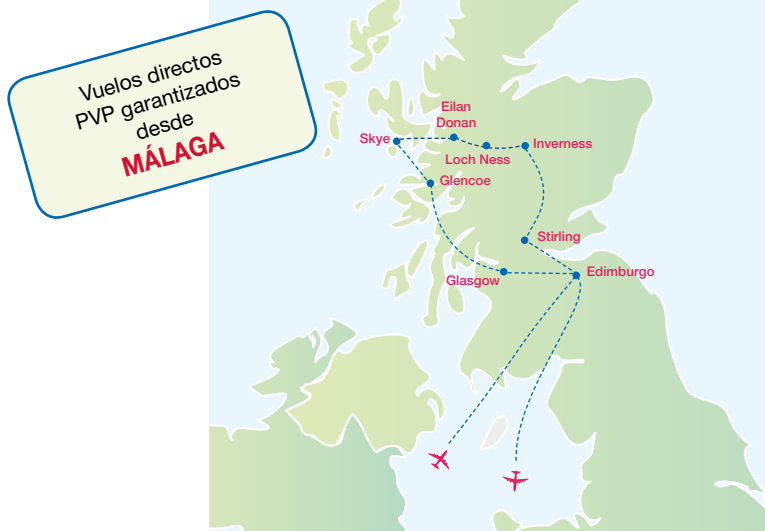 Vuelos directos
PVP garantizados
desde
MÁLAGA
Eilan
Donan
Skye
Loch Ness
Inverness
Glencoe
Stirling
Glasgow
Edimburgo